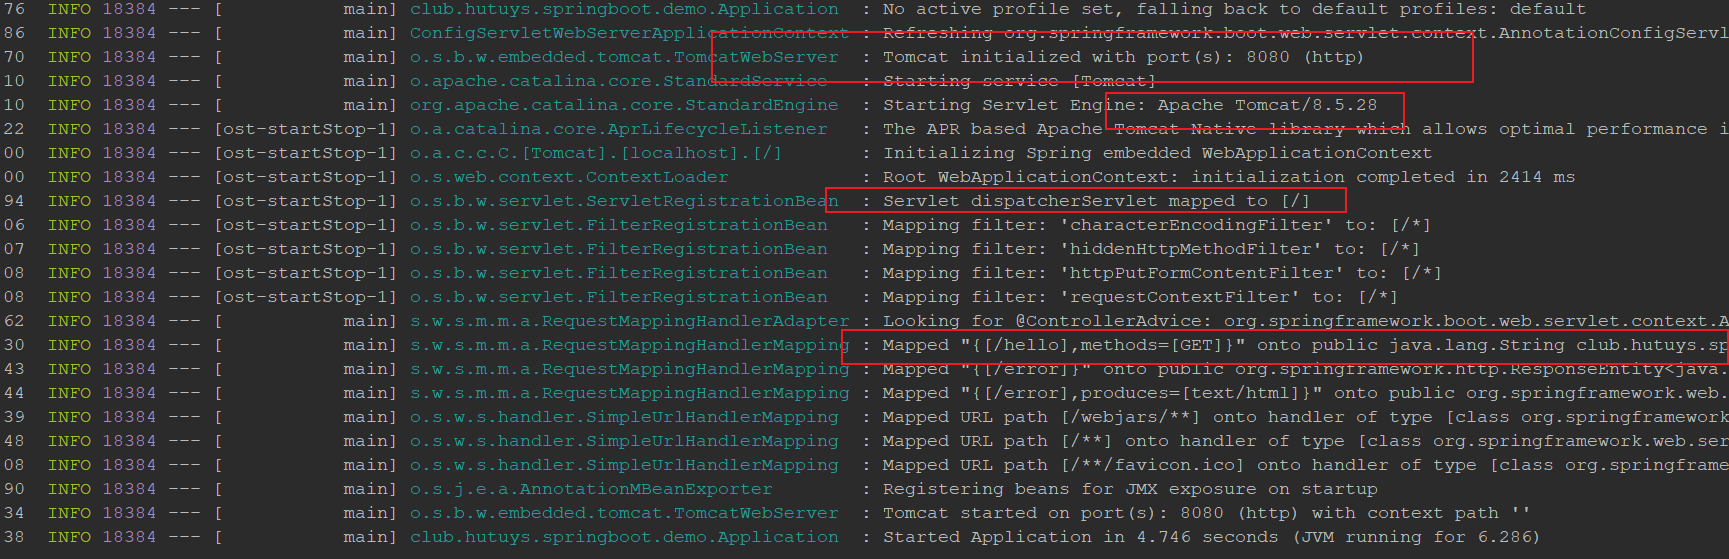 76  INFO 18384 --- [           main] club.hutuys.springboot.demo.Application  : No active profile set, falling back to default profiles: default
86  INFO 18384 --- [           main] ConfigServletWebServerApplicationContext : Refreshing org.springframework.boot.web.servlet.context.AnnotationConfigServl
70  INFO 18384 --- [           main] o.s.b.w.embedded.tomcat.TomcatWebServer  : Tomcat initialized with port(s): 8080 (http)
10  INFO 18384 --- [           main] o.apache.catalina.core.StandardService   : Starting service [Tomcat]
10  INFO 18384 --- [           main] org.apache.catalina.core.StandardEngine  : Starting Servlet Engine: Apache Tomcat/8.5.28
22  INFO 18384 --- [ost-startStop-1] o.a.catalina.core.AprLifecycleListener   : The APR based Apache Tomcat Native library which allows optimal performance i
00  INFO 18384 --- [ost-startStop-1] o.a.c.c.C.[Tomcat].[localhost].[/]       : Initializing Spring embedded WebApplicationContext
00  INFO 18384 --- [ost-startStop-1] o.s.web.context.ContextLoader            : Root WebApplicationContext: initialization completed in 2414 ms
94  INFO 18384 --- [ost-startStop-1] o.s.b.w.servlet.ServletRegistrationBean  : Servlet dispatcherServlet mapped to [/]
06  INFO 18384 --- [ost-startStop-1] o.s.b.w.servlet.FilterRegistrationBean   : Mapping filter: 'characterEncodingFilter' to: [/*]
07  INFO 18384 --- [ost-startStop-1] o.s.b.w.servlet.FilterRegistrationBean   : Mapping filter: 'hiddenHttpMethodFilter' to: [/*]
08  INFO 18384 --- [ost-startStop-1] o.s.b.w.servlet.FilterRegistrationBean   : Mapping filter: 'httpPutFormContentFilter' to: [/*]
08  INFO 18384 --- [ost-startStop-1] o.s.b.w.servlet.FilterRegistrationBean   : Mapping filter: 'requestContextFilter' to: [/*]
62  INFO 18384 --- [           main] s.w.s.m.m.a.RequestMappingHandlerAdapter : Looking for @ControllerAdvice: org.springframework.boot.web.servlet.context.A
30  INFO 18384 --- [           main] s.w.s.m.m.a.RequestMappingHandlerMapping : Mapped "{[/hello],methods=[GET]}" onto public java.lang.String club.hutuys.sp
43  INFO 18384 --- [           main] s.w.s.m.m.a.RequestMappingHandlerMapping : Mapped "{[/error]}" onto public org.springframework.http.ResponseEntity<java.
44  INFO 18384 --- [           main] s.w.s.m.m.a.RequestMappingHandlerMapping : Mapped "{[/error],produces=[text/html]}" onto public org.springframework.web.
39  INFO 18384 --- [           main] o.s.w.s.handler.SimpleUrlHandlerMapping  : Mapped URL path [/webjars/**] onto handler of type [class org.springframework
48  INFO 18384 --- [           main] o.s.w.s.handler.SimpleUrlHandlerMapping  : Mapped URL path [/**] onto handler of type [class org.springframework.web.ser
08  INFO 18384 --- [           main] o.s.w.s.handler.SimpleUrlHandlerMapping  : Mapped URL path [/**/favicon.ico] onto handler of type [class org.springframe
90  INFO 18384 --- [           main] o.s.j.e.a.AnnotationMBeanExporter        : Registering beans for JMX exposure on startup
34  INFO 18384 --- [           main] o.s.b.w.embedded.tomcat.TomcatWebServer  : Tomcat started on port(s): 8080 (http) with context path ''
38  INFO 18384 --- [           main] club.hutuys.springboot.demo.Application  : Started Application in 4.746 seconds (JVM running for 6.286)